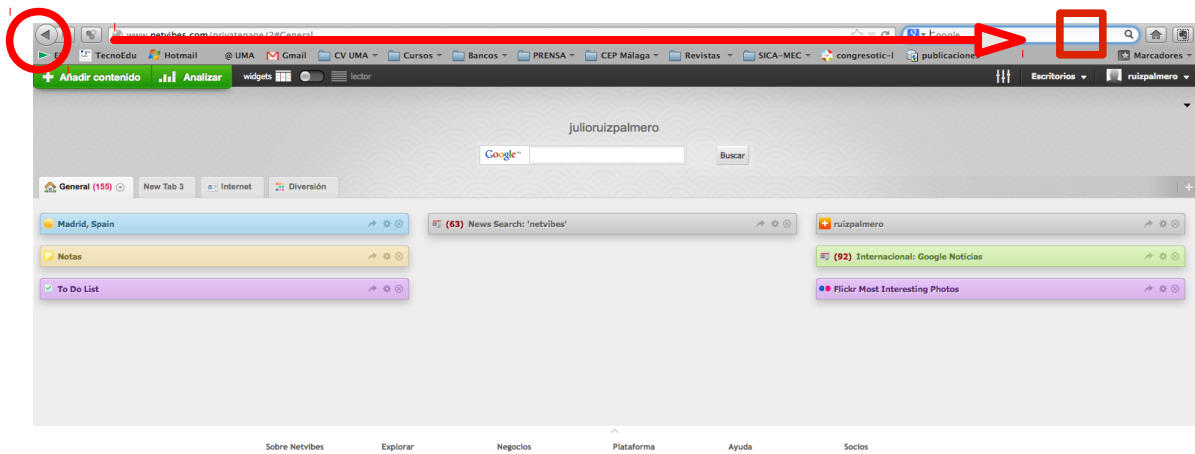 www.netvibes.com/privatepage/2#General Google
TecnoEdu Hotmail @ UMA Gmail CV UMA Cursos Bancos PRENSA CEP Málaga Revistas SICA-MEC congresotic-I publicaciones Marcadores
Añadir contenido Analizar widgets lector Escritorios ruizpalmero
julioruizpalmero
Google™ Buscar
General (155) New Tab 3 Internet Diversión
Madrid, Spain (63) News Search: 'netvibes' ruizpalmero
Notas (92) Internacional: Google Noticias
To Do List Flickr Most Interesting Photos
Sobre Netvibes Explorar Negocios Plataforma Ayuda Socios